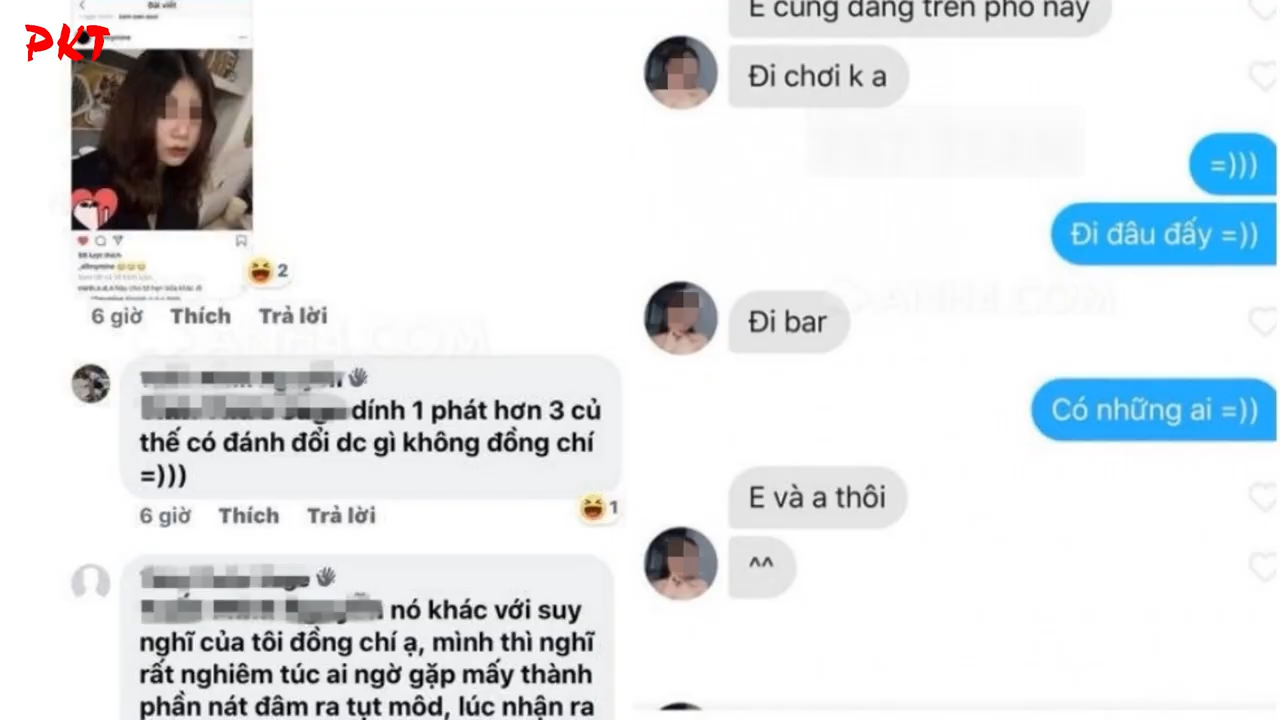 PKT
Bài viết
2
6 giờ Thích Trả lời
dính 1 phát hơn 3 củ
thế có đánh đổi dc gì không đồng chí
=)))
6 giờ Thích Trả lời
1
nó khác với suy
nghĩ của tôi đồng chí ạ, mình thì nghĩ
rất nghiêm túc ai ngờ gặp mấy thành
phần nát đâm ra tụt môd, lúc nhận ra
E cũng đang trên phố này
Đi chơi k a
=)))
Đi đâu đấy =))
Đi bar
Có những ai =))
E và a thôi
^^